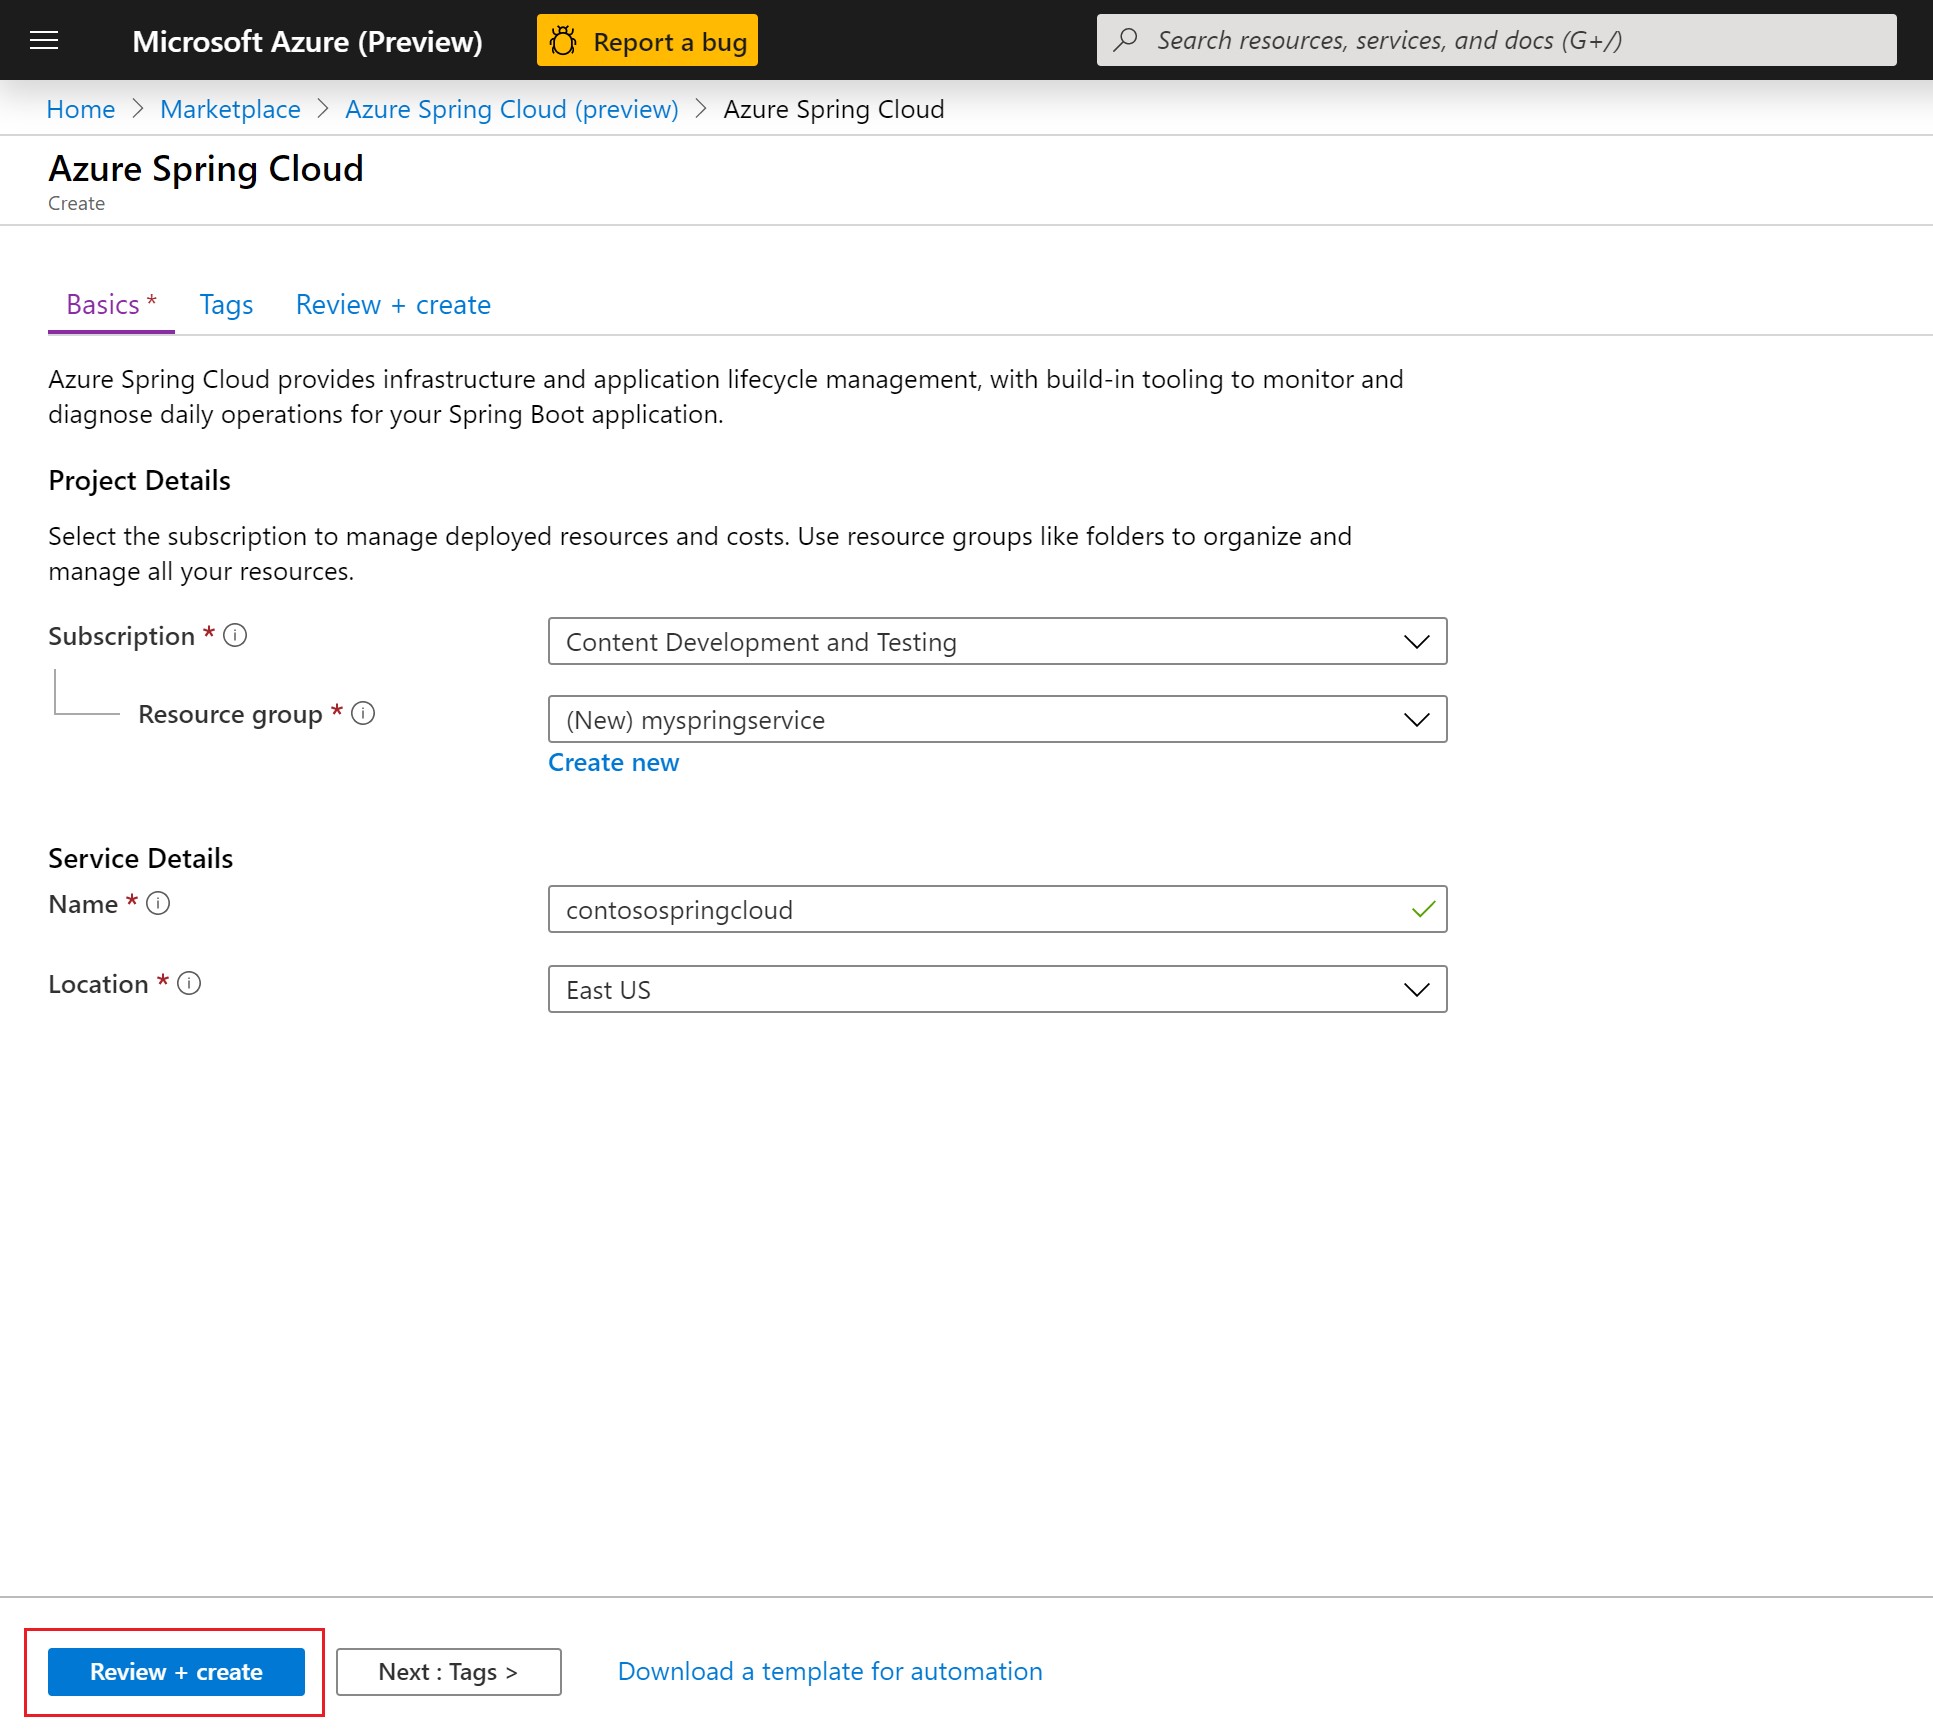 Microsoft Azure (Preview)
Report a bug
Search resources, services, and docs (G+/)
Home > Marketplace > Azure Spring Cloud (preview) > Azure Spring Cloud
Azure Spring Cloud
Create
Basics * Tags Review + create
Azure Spring Cloud provides infrastructure and application lifecycle management, with build-in tooling to monitor and
diagnose daily operations for your Spring Boot application.
Project Details
Select the subscription to manage deployed resources and costs. Use resource groups like folders to organize and
manage all your resources.
Subscription *
Content Development and Testing
Resource group *
(New) myspringservice
Create new
Service Details
Name *
contosospringcloud
Location *
East US
Review + create
Next : Tags >
Download a template for automation